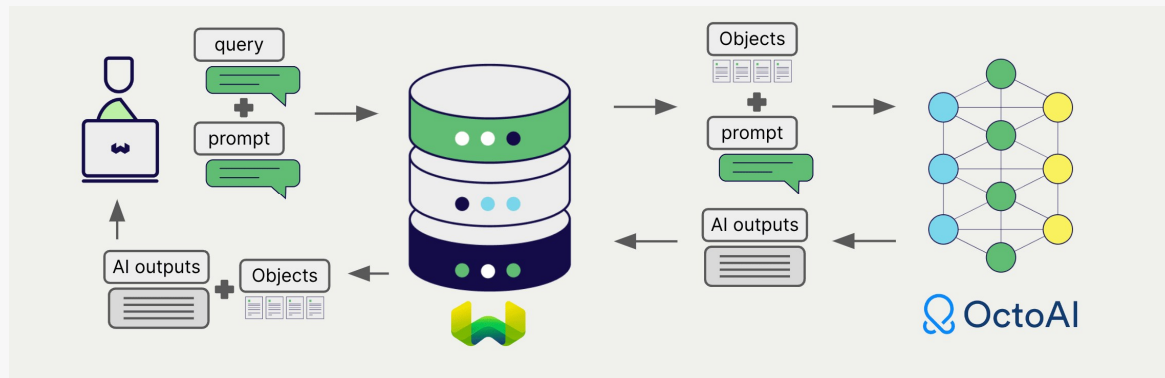 query
prompt
Objects
prompt
AI outputs
AI outputs
Objects
OctoAI